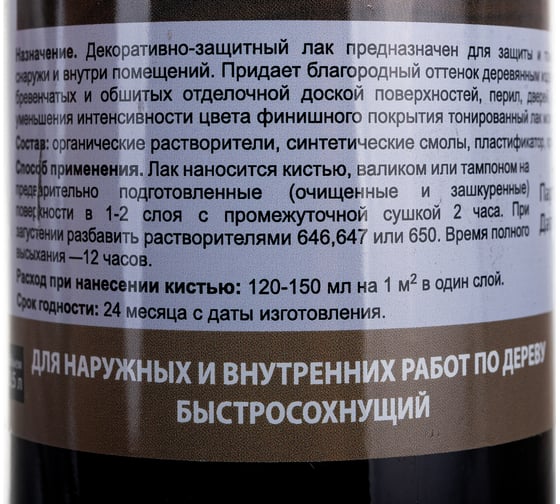 Назначение. Декоративно-защитный лак предназначен для защиты и
снаружи и внутри помещений. Придает благородный оттенок деревянным
бревенчатых и обшитых отделочной доской поверхностей, перил,
уменьшения интенсивности цвета финишного покрытия тонированный лак
Состав: органические растворители, синтетические смолы, пластификатор,
Способ применения. Лак наносится кистью, валиком или тампоном на
предварительно подготовленные (очищенные и зашкуренные)
поверхности в 1-2 слоя с промежуточной сушкой 2 часа. При
загустении разбавить растворителями 646,647 или 650. Время полного
высыхания —12 часов.
Расход при нанесении кистью: 120-150 мл на 1 м² в один слой.
Срок годности: 24 месяца с даты изготовления.
ДЛЯ НАРУЖНЫХ И ВНУТРЕННИХ РАБОТ ПО ДЕРЕВУ
БЫСТРОСОХНУЩИЙ